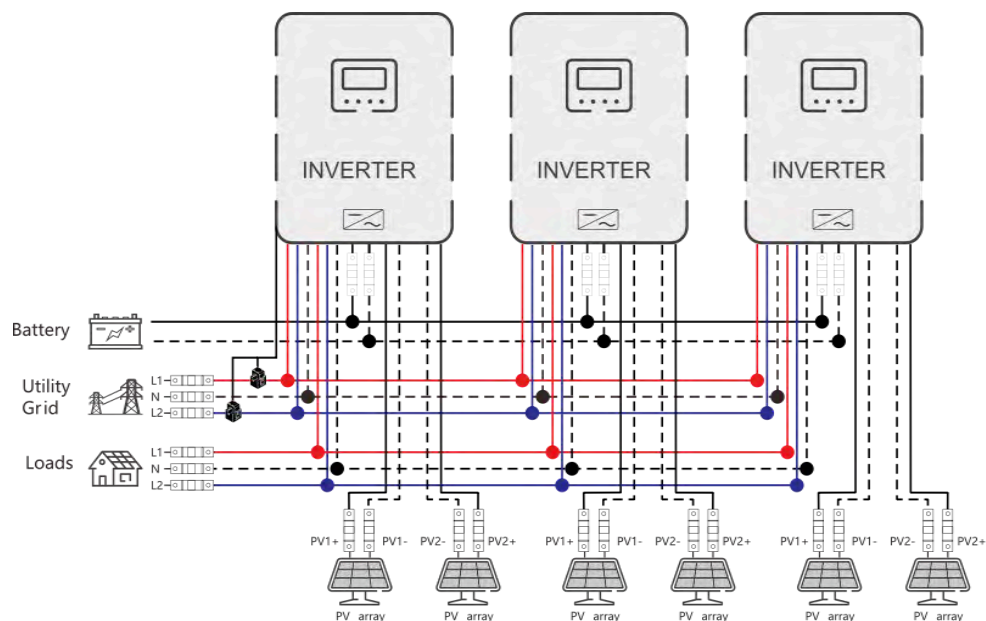 INVERTER
INVERTER
INVERTER
Battery
Utility
Grid
L1
N
L2
Loads
L1
N
L2
PV1+
PV1-
PV2-
PV2+
PV1+
PV1-
PV2-
PV2+
PV1+
PV1-
PV2-
PV2+
PV array
PV array
PV array
PV array
PV array
PV array